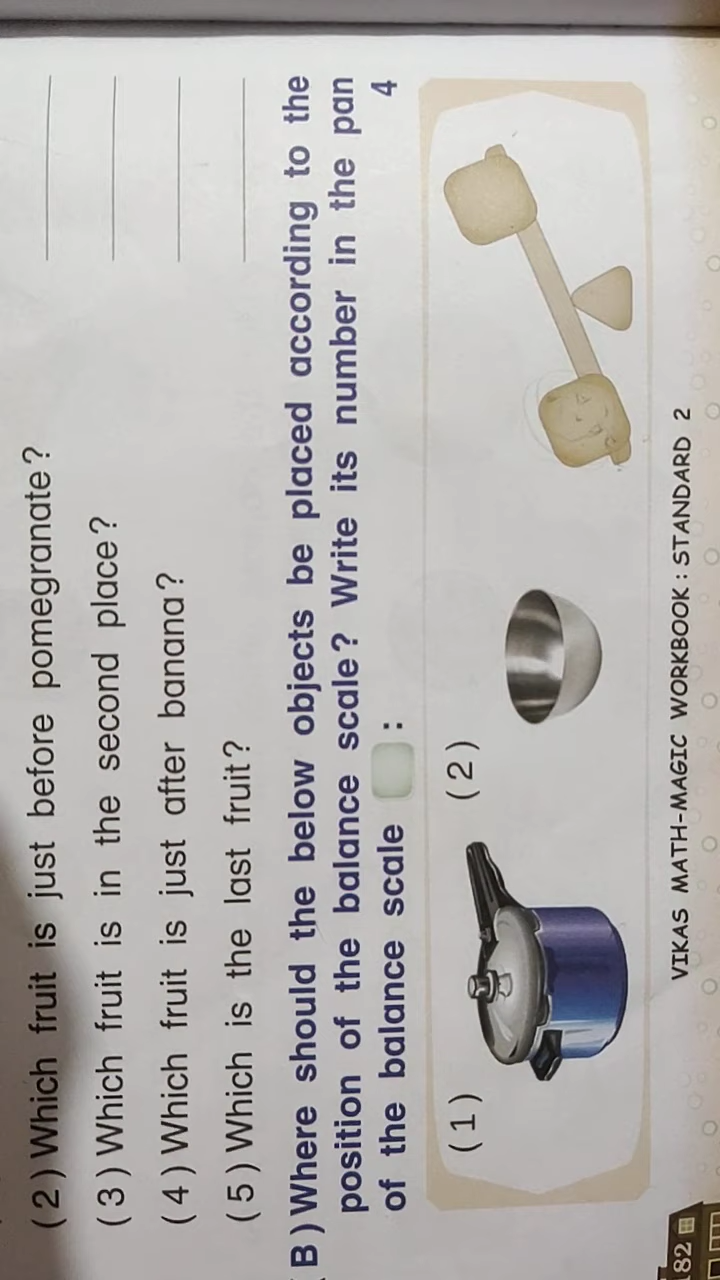 (2) Which fruit is just before pomegranate?
(3) Which fruit is in the second place?
(4) Which fruit is just after banana?
(5) Which is the last fruit?
B) Where should the below objects be placed according to the
position of the balance scale? Write its number in the pan
of the balance scale : 4
(1) (2)
82 VIKAS MATH-MAGIC WORKBOOK : STANDARD 2